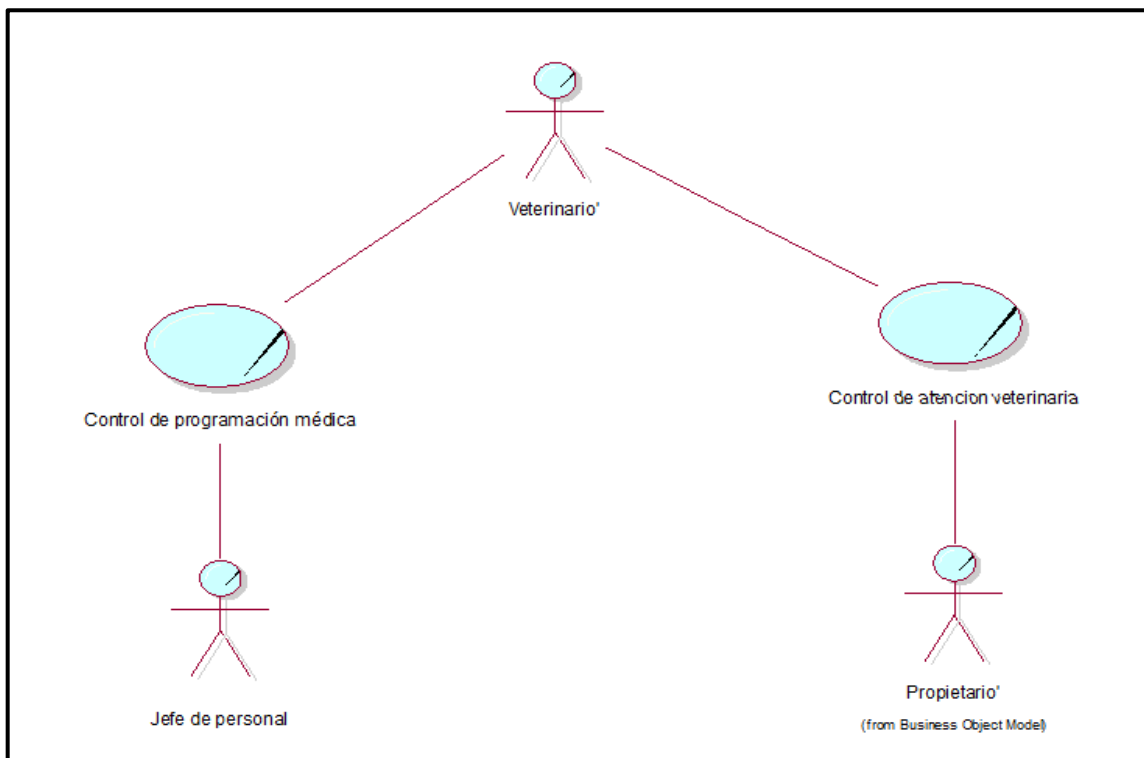 Veterinario'
Control de programación médica
Control de atencion veterinaria
Jefe de personal
Propietario'
(from Business Object Model)